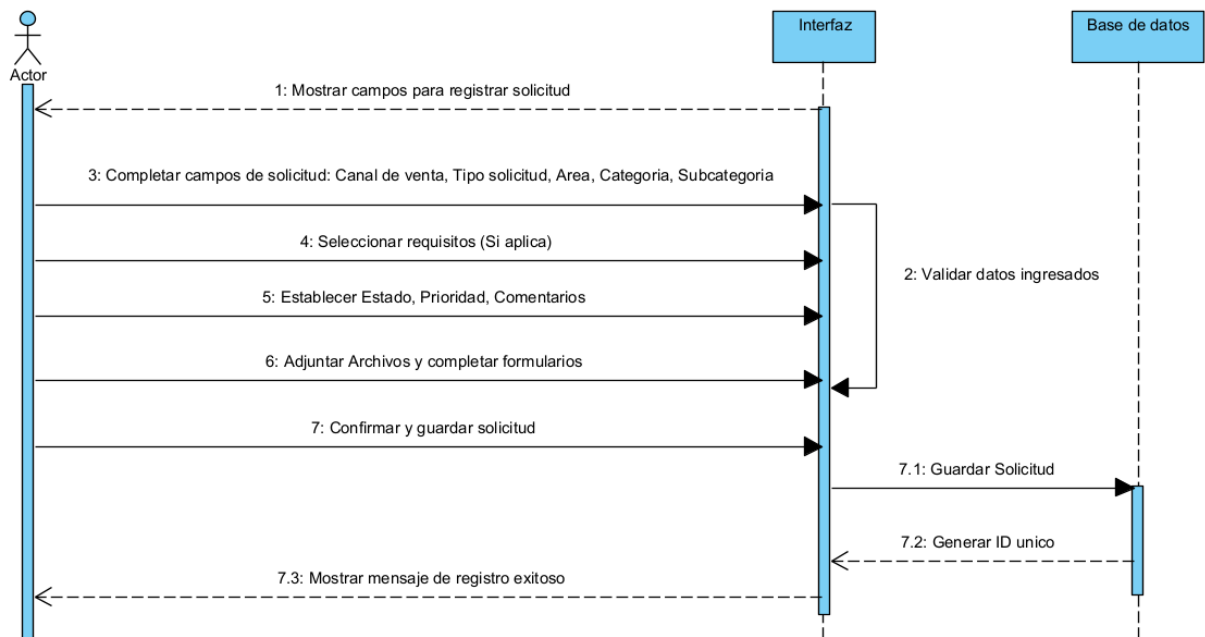 Interfaz
Base de datos
Actor
1: Mostrar campos para registrar solicitud
3: Completar campos de solicitud: Canal de venta, Tipo solicitud, Area, Categoria, Subcategoria
4: Seleccionar requisitos (Si aplica)
2: Validar datos ingresados
5: Establecer Estado, Prioridad, Comentarios
6: Adjuntar Archivos y completar formularios
7: Confirmar y guardar solicitud
7.1: Guardar Solicitud
7.2: Generar ID unico
7.3: Mostrar mensaje de registro exitoso